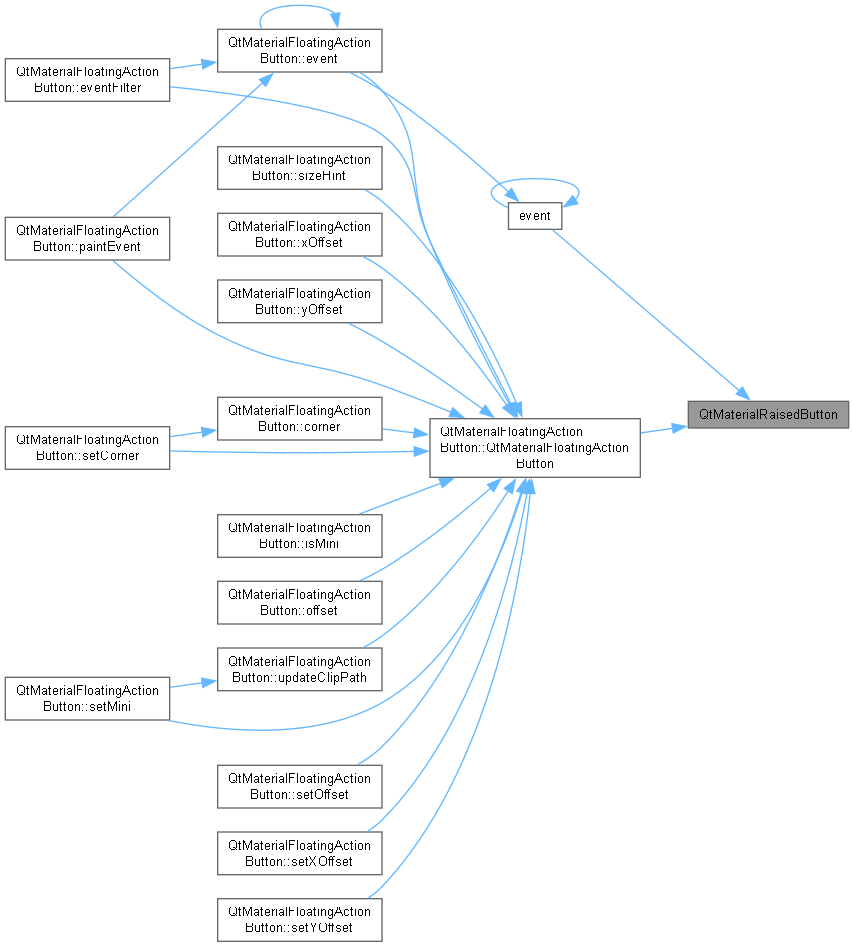 QtMaterialFloatingAction
Button::event
QtMaterialFloatingAction
Button::eventFilter
QtMaterialFloatingAction
Button::sizeHint
event
QtMaterialFloatingAction
Button::paintEvent
QtMaterialFloatingAction
Button::xOffset
QtMaterialFloatingAction
Button::yOffset
QtMaterialRaisedButton
QtMaterialFloatingAction
Button::corner
QtMaterialFloatingAction
Button::setCorner
QtMaterialFloatingAction
Button::QtMaterialFloatingAction
Button
QtMaterialFloatingAction
Button::isMini
QtMaterialFloatingAction
Button::offset
QtMaterialFloatingAction
Button::updateClipPath
QtMaterialFloatingAction
Button::setMini
QtMaterialFloatingAction
Button::setOffset
QtMaterialFloatingAction
Button::setXOffset
QtMaterialFloatingAction
Button::setYOffset